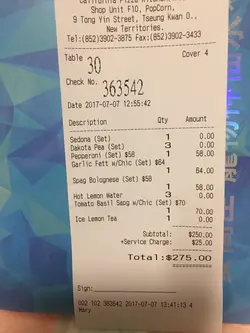 California Pizza Kitchen
Shop Unit F10, PopCorn,
9 Tong Yin Street, Tseung Kwan O.,
New Territories.
Tel:(852)3902-3875 Fax:(852)3902-3433
Table 30 Cover 4
Check No. 363542
Date 2017-07-07 12:55:42
Description Qty Amount
Sedona (Set) 1 0.00
Dakota Pea (Set) 3 0.00
Pepperoni (Set) $58 1 58.00
Garlic Fett w/Chic (Set) $64
1 64.00
Spag Bolognese (Set) $58
1 58.00
Hot Lemon Water 3 0.00
Tomato Basil Sapg w/Chic (Set) $70
1 70.00
Ice Lemon Tea 1 0.00
Subtotal: $250.00
+Service Charge: $25.00
Total:$275.00
Sign:
002 102 363542 2017-07-07 13:41:15 4
Mary